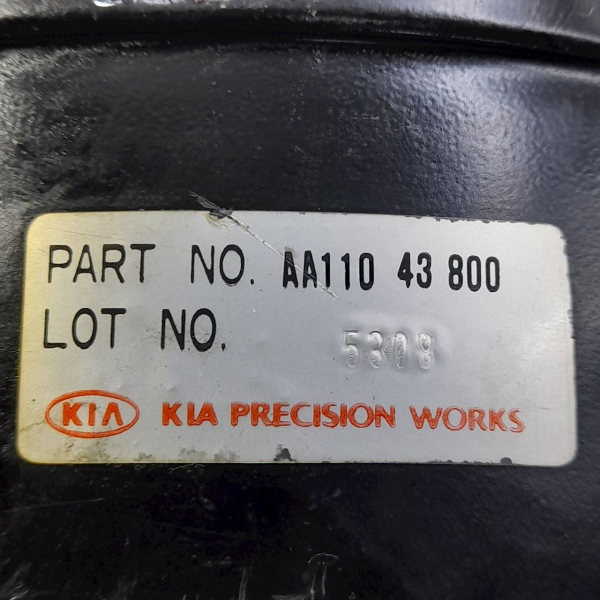 PART NO. AA110 43 800
LOT NO. 5308
KIA KIA PRECISION WORKS